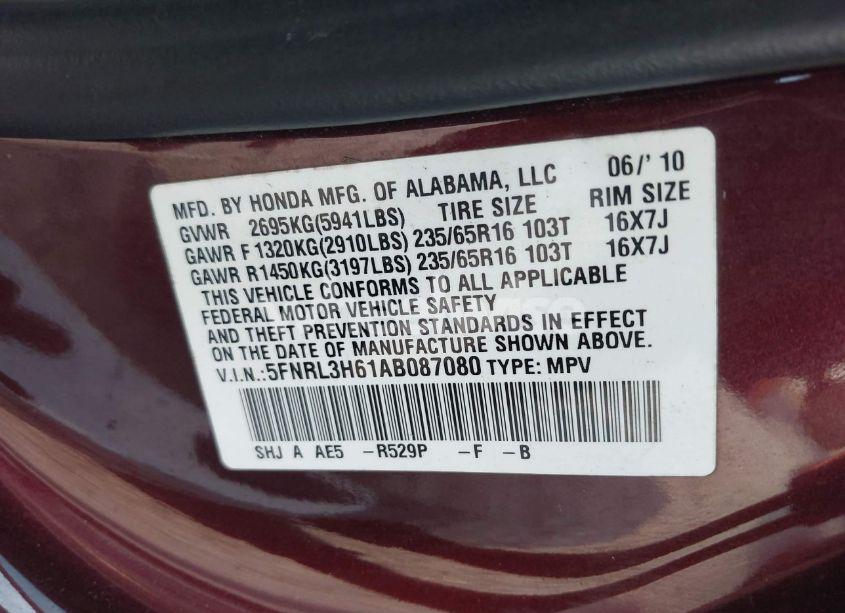 MFD. BY HONDA MFG. OF ALABAMA, LLC 06/' 10
GVWR 2695KG(5941LBS) TIRE SIZE RIM SIZE
GAWR F 1320KG(2910LBS) 235/65R16 103T 16X7J
GAWR R1450KG(3197LBS) 235/65R16 103T 16X7J
THIS VEHICLE CONFORMS TO ALL APPLICABLE
FEDERAL MOTOR VEHICLE SAFETY
AND THEFT PREVENTION STANDARDS IN EFFECT
ON THE DATE OF MANUFACTURE SHOWN ABOVE.
V.I.N.:5FNRL3H61AB087080 TYPE: MPV
SHJ A AE5 -R529P -F -B